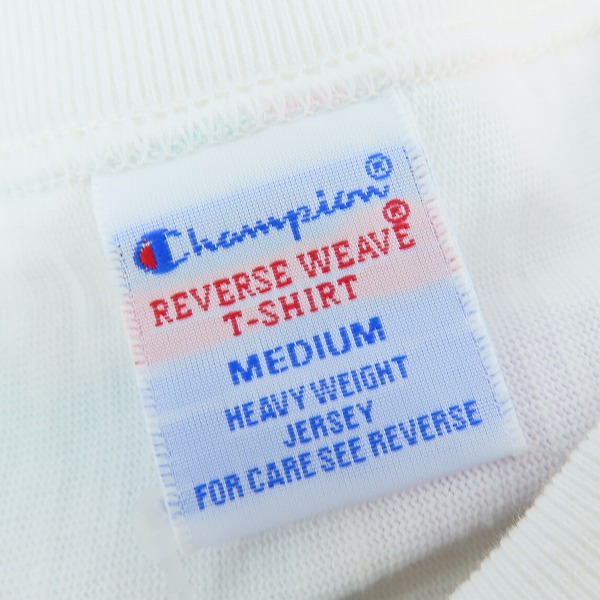 Champion®
REVERSE WEAVE®
T-SHIRT
MEDIUM
HEAVY WEIGHT
JERSEY
FOR CARE SEE REVERSE